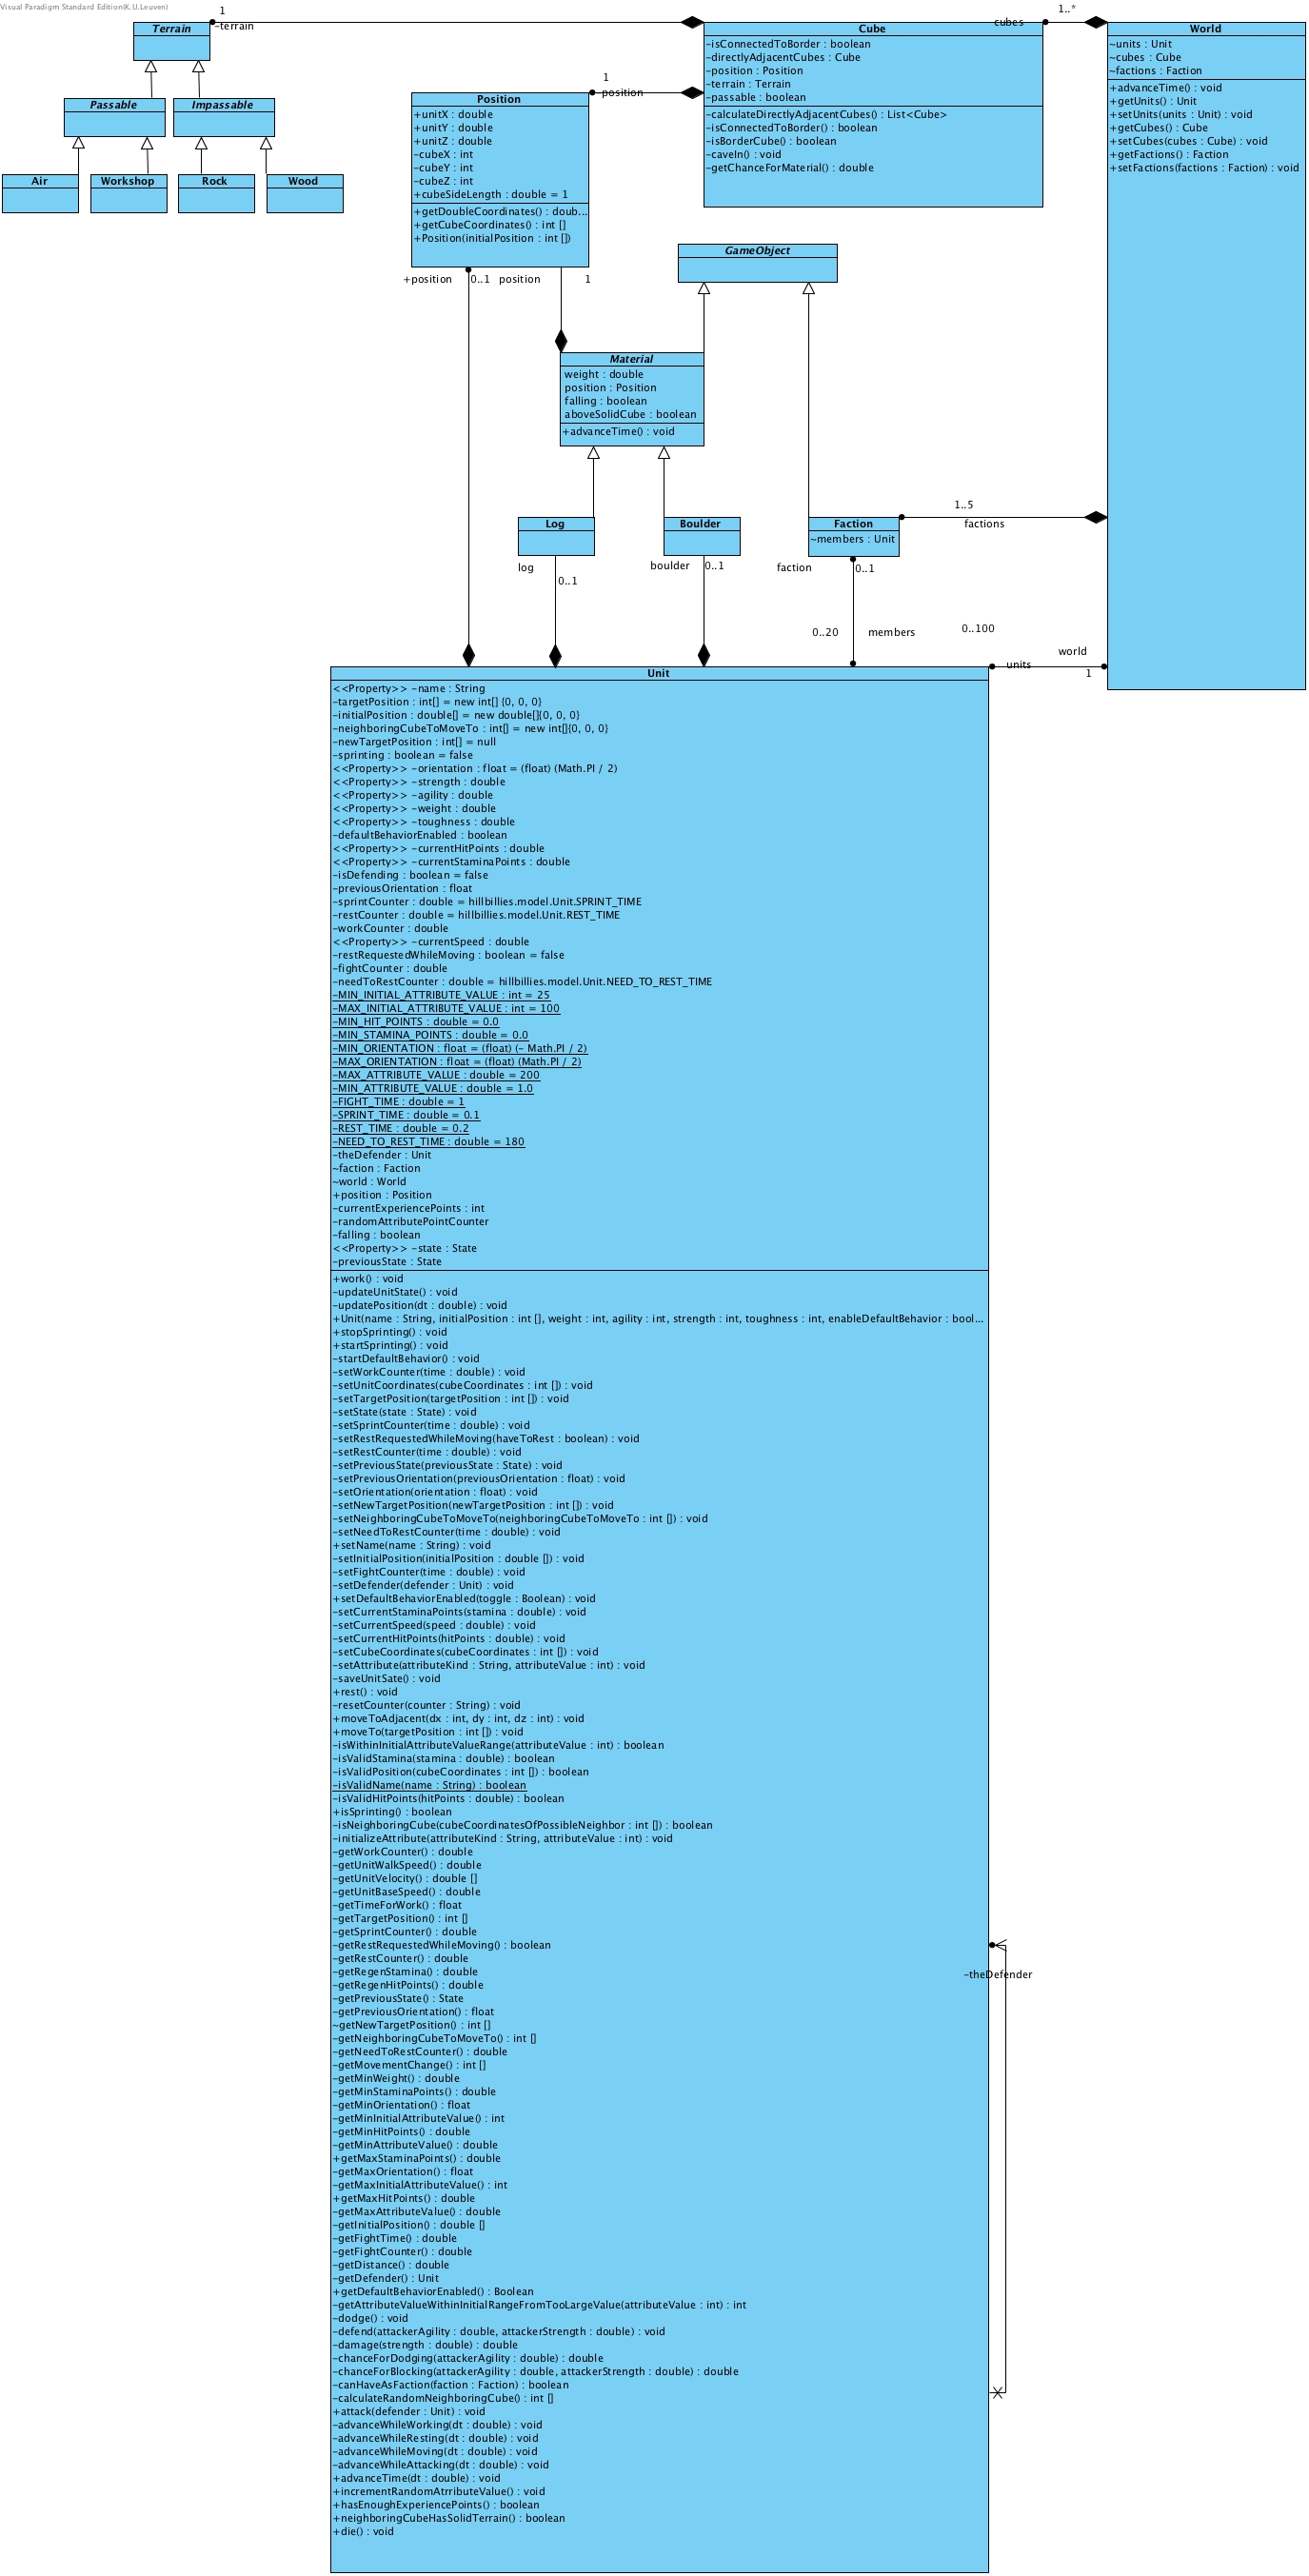 Visual Paradigm Standard Edition(K.U.Leuven)
1
-terrain
Terrain
Passable
Impassable
Air
Workshop
Rock
Wood
1
position
Position
+unitX : double
+unitY : double
+unitZ : double
-cubeX : int
-cubeY : int
-cubeZ : int
+cubeSideLength : double = 1
+getDoubleCoordinates() : doub...
+getCubeCoordinates() : int []
+Position(initialPosition : int [])
+position
0..1
position
1
cubes
1..*
Cube
-isConnectedToBorder : boolean
-directlyAdjacentCubes : Cube
-position : Position
-terrain : Terrain
-passable : boolean
-calculateDirectlyAdjacentCubes() : List<Cube>
-isConnectedToBorder() : boolean
-isBorderCube() : boolean
-caveIn() : void
-getChanceForMaterial() : double
World
~units : Unit
~cubes : Cube
~factions : Faction
+advanceTime() : void
+getUnits() : Unit
+setUnits(units : Unit) : void
+getCubes() : Cube
+setCubes(cubes : Cube) : void
+getFactions() : Faction
+setFactions(factions : Faction) : void
GameObject
Material
weight : double
position : Position
falling : boolean
aboveSolidCube : boolean
+advanceTime() : void
Log
Boulder
Faction
~members : Unit
1..5
factions
log
0..1
boulder
0..1
faction
0..1
0..20
members
0..100
units
world
1
Unit
<<Property>> -name : String
-targetPosition : int[] = new int[] {0, 0, 0}
-initialPosition : double[] = new double[]{0, 0, 0}
-neighboringCubeToMoveTo : int[] = new int[]{0, 0, 0}
-newTargetPosition : int[] = null
-sprinting : boolean = false
<<Property>> -orientation : float = (float) (Math.PI / 2)
<<Property>> -strength : double
<<Property>> -agility : double
<<Property>> -weight : double
<<Property>> -toughness : double
-defaultBehaviorEnabled : boolean
<<Property>> -currentHitPoints : double
<<Property>> -currentStaminaPoints : double
-isDefending : boolean = false
-previousOrientation : float
-sprintCounter : double = hillbillies.model.Unit.SPRINT_TIME
-restCounter : double = hillbillies.model.Unit.REST_TIME
-workCounter : double
<<Property>> -currentSpeed : double
-restRequestedWhileMoving : boolean = false
-fightCounter : double
-needToRestCounter : double = hillbillies.model.Unit.NEED_TO_REST_TIME
-MIN_INITIAL_ATTRIBUTE_VALUE : int = 25
-MAX_INITIAL_ATTRIBUTE_VALUE : int = 100
-MIN_HIT_POINTS : double = 0.0
-MIN_STAMINA_POINTS : double = 0.0
-MIN_ORIENTATION : float = (float) (- Math.PI / 2)
-MAX_ORIENTATION : float = (float) (Math.PI / 2)
-MAX_ATTRIBUTE_VALUE : double = 200
-MIN_ATTRIBUTE_VALUE : double = 1.0
-FIGHT_TIME : double = 1
-SPRINT_TIME : double = 0.1
-REST_TIME : double = 0.2
-NEED_TO_REST_TIME : double = 180
-theDefender : Unit
~faction : Faction
~world : World
+position : Position
-currentExperiencePoints : int
-randomAttributePointCounter
-falling : boolean
<<Property>> -state : State
-previousState : State
+work() : void
-updateUnitState() : void
-updatePosition(dt : double) : void
+Unit(name : String, initialPosition : int [], weight : int, agility : int, strength : int, toughness : int, enableDefaultBehavior : bool...
+stopSprinting() : void
+startSprinting() : void
-startDefaultBehavior() : void
-setWorkCounter(time : double) : void
-setUnitCoordinates(cubeCoordinates : int []) : void
-setTargetPosition(targetPosition : int []) : void
-setState(state : State) : void
-setSprintCounter(time : double) : void
-setRestRequestedWhileMoving(haveToRest : boolean) : void
-setRestCounter(time : double) : void
-setPreviousState(previousState : State) : void
-setPreviousOrientation(previousOrientation : float) : void
-setOrientation(orientation : float) : void
-setNewTargetPosition(newTargetPosition : int []) : void
-setNeighboringCubeToMoveTo(neighboringCubeToMoveTo : int []) : void
-setNeedToRestCounter(time : double) : void
+setName(name : String) : void
-setInitialPosition(initialPosition : double []) : void
-setFightCounter(time : double) : void
-setDefender(defender : Unit) : void
+setDefaultBehaviorEnabled(toggle : Boolean) : void
-setCurrentStaminaPoints(stamina : double) : void
-setCurrentSpeed(speed : double) : void
-setCurrentHitPoints(hitPoints : double) : void
-setCubeCoordinates(cubeCoordinates : int []) : void
-setAttribute(attributeKind : String, attributeValue : int) : void
-saveUnitSate() : void
+rest() : void
-resetCounter(counter : String) : void
+moveToAdjacent(dx : int, dy : int, dz : int) : void
+moveTo(targetPosition : int []) : void
-isWithinInitialAttributeValueRange(attributeValue : int) : boolean
-isValidStamina(stamina : double) : boolean
-isValidPosition(cubeCoordinates : int []) : boolean
-isValidName(name : String) : boolean
-isValidHitPoints(hitPoints : double) : boolean
+isSprinting() : boolean
-isNeighboringCube(cubeCoordinatesOfPossibleNeighbor : int []) : boolean
-initializeAttribute(attributeKind : String, attributeValue : int) : void
-getWorkCounter() : double
-getUnitWalkSpeed() : double
-getUnitVelocity() : double []
-getUnitBaseSpeed() : double
-getTimeForWork() : float
-getTargetPosition() : int []
-getSprintCounter() : double
-getRestRequestedWhileMoving() : boolean
-getRestCounter() : double
-getRegenStamina() : double
-getRegenHitPoints() : double
-getPreviousState() : State
-getPreviousOrientation() : float
~getNewTargetPosition() : int []
-getNeighboringCubeToMoveTo() : int []
-getNeedToRestCounter() : double
-getMovementChange() : int []
-getMinWeight() : double
-getMinStaminaPoints() : double
-getMinOrientation() : float
-getMinInitialAttributeValue() : int
-getMinHitPoints() : double
-getMinAttributeValue() : double
+getMaxStaminaPoints() : double
-getMaxOrientation() : float
-getMaxInitialAttributeValue() : int
+getMaxHitPoints() : double
-getMaxAttributeValue() : double
-getInitialPosition() : double []
-getFightTime() : double
-getFightCounter() : double
-getDistance() : double
-getDefender() : Unit
+getDefaultBehaviorEnabled() : Boolean
-getAttributeValueWithinInitialRangeFromTooLargeValue(attributeValue : int) : int
-dodge() : void
-defend(attackerAgility : double, attackerStrength : double) : void
-damage(strength : double) : double
-chanceForDodging(attackerAgility : double) : double
-chanceForBlocking(attackerAgility : double, attackerStrength : double) : double
-canHaveAsFaction(faction : Faction) : boolean
-calculateRandomNeighboringCube() : int []
+attack(defender : Unit) : void
-advanceWhileWorking(dt : double) : void
-advanceWhileResting(dt : double) : void
-advanceWhileMoving(dt : double) : void
-advanceWhileAttacking(dt : double) : void
+advanceTime(dt : double) : void
+incrementRandomAtrributeValue() : void
+hasEnoughExperiencePoints() : boolean
+neighboringCubeHasSolidTerrain() : boolean
+die() : void
-theDefender